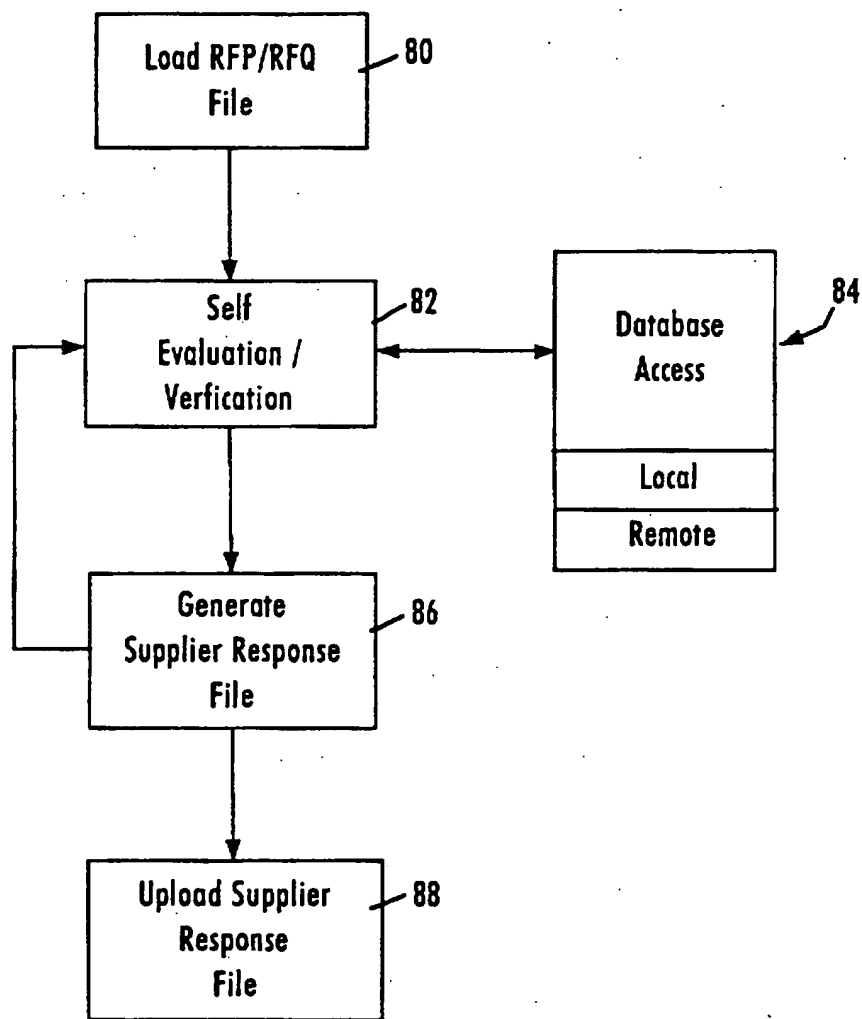 Load RFP/RFQ
File
80
Self
Evaluation /
Verfication
82
Database
Access
Local
Remote
84
Generate
Supplier Response
File
86
Upload Supplier
Response
File
88